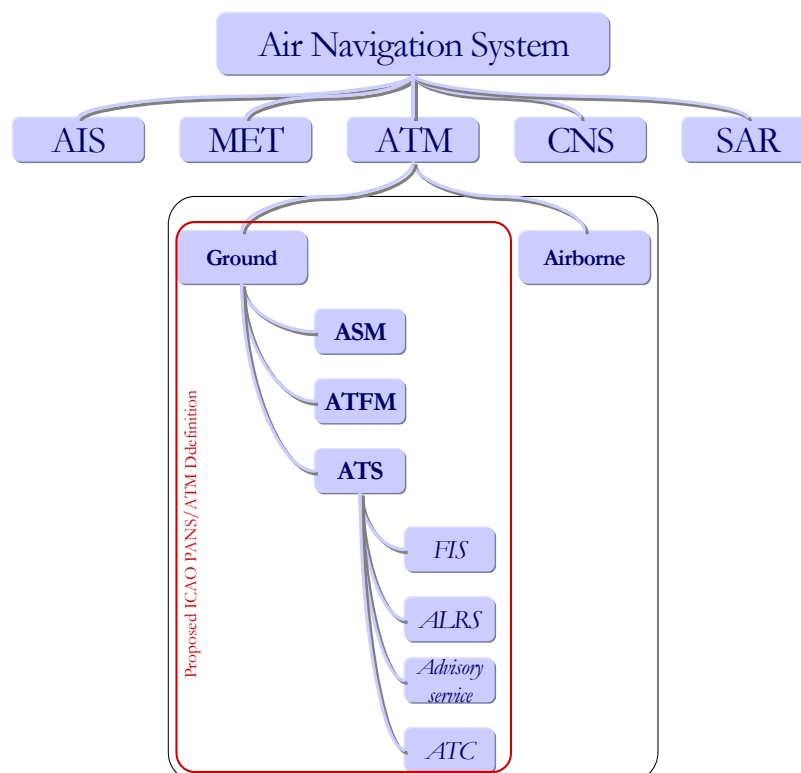 Air Navigation System
AIS
MET
ATM
CNS
SAR
Ground
Airborne
ASM
ATFM
ATS
FIS
ALRS
Advisory
service
ATC
Proposed ICAO PANS/ATM Ddefinition